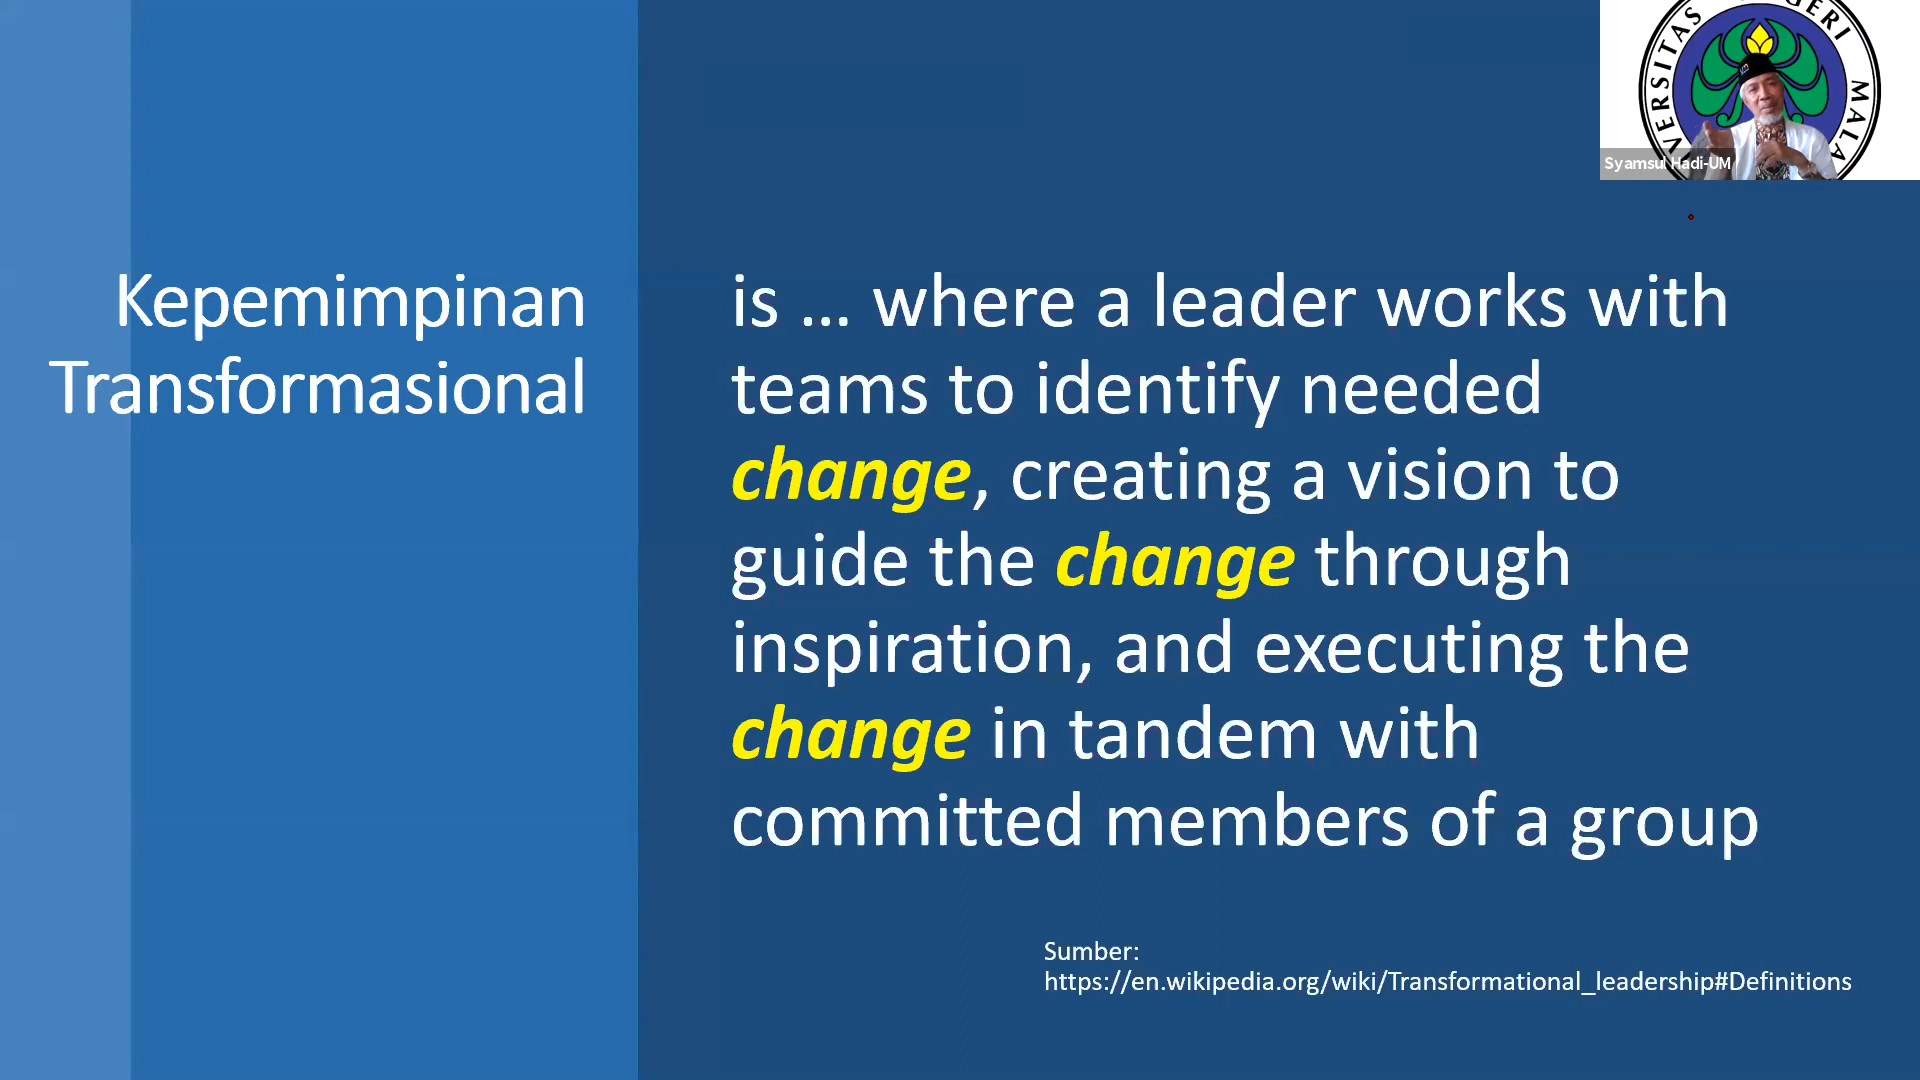 Kepemimpinan
Transformasional
is ... where a leader works with
teams to identify needed
change, creating a vision to
guide the change through
inspiration, and executing the
change in tandem with
committed members of a group
Sumber:
https://en.wikipedia.org/wiki/Transformational_leadership#Definitions
Syamsul Hadi-UM